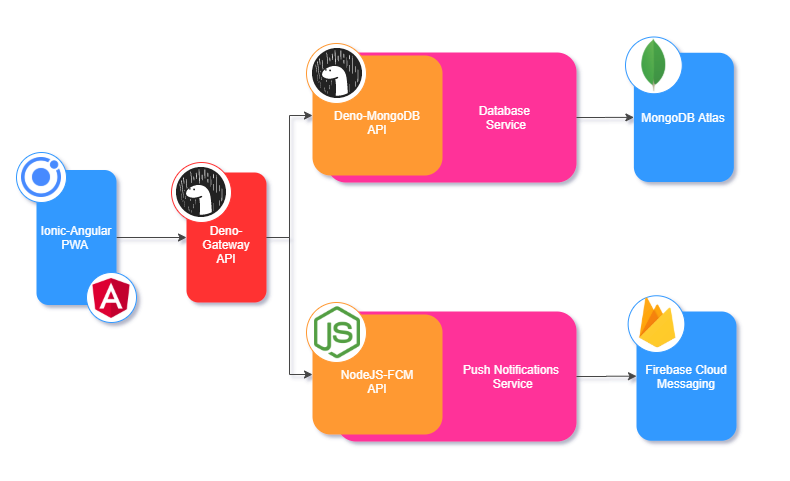 Ionic-Angular
PWA
A
Deno-
Gateway
API
Deno-MongoDB
API
Database
Service
MongoDB Atlas
JS
NodeJS-FCM
API
Push Notifications
Service
Firebase Cloud
Messaging